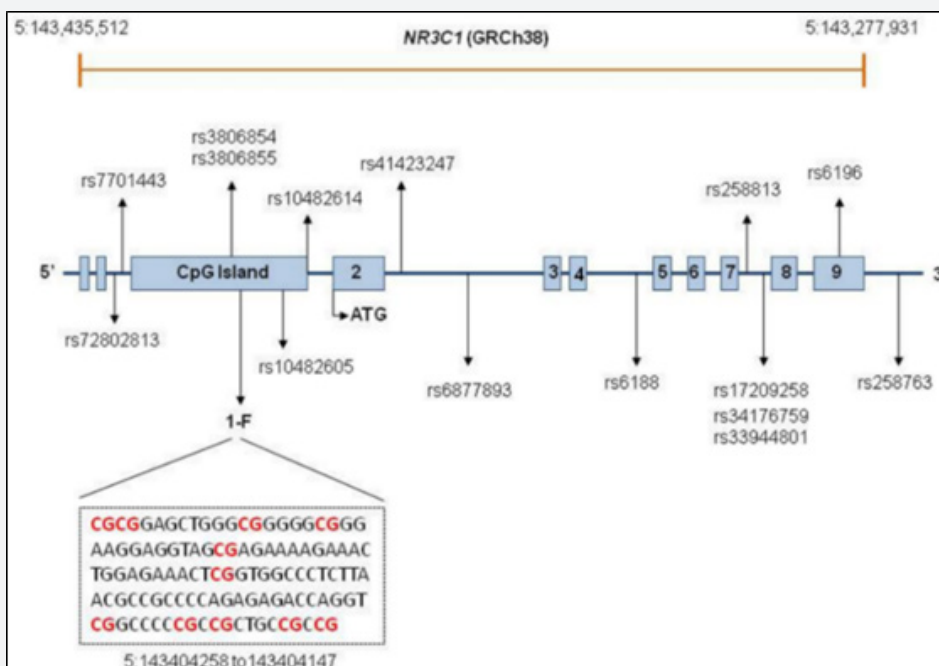 5:143,435,512
5:143,277,931
NR3C1 (GRCh38)
rs3806854
rs3806855
rs7701443
rs10482614
rs41423247
rs258813
rs6196
5'
CpG Island
2
3
4
5
6
7
8
9
3
ATG
rs72802813
rs10482605
rs6877893
rs6188
rs17209258
rs34176759
rs33944801
rs258763
1-F
CGCGGAGCTGGGCGGGGGCGGG
AAGGAGGTAGCGAGAAAAGAAAC
TGGAGAAACTCGGTGGCCCTCTTA
ACGCCGCCCCAGAGAGACCAGGT
CGGCCCCCGCCGCTGCCGCCG
5:143404258 to 143404147